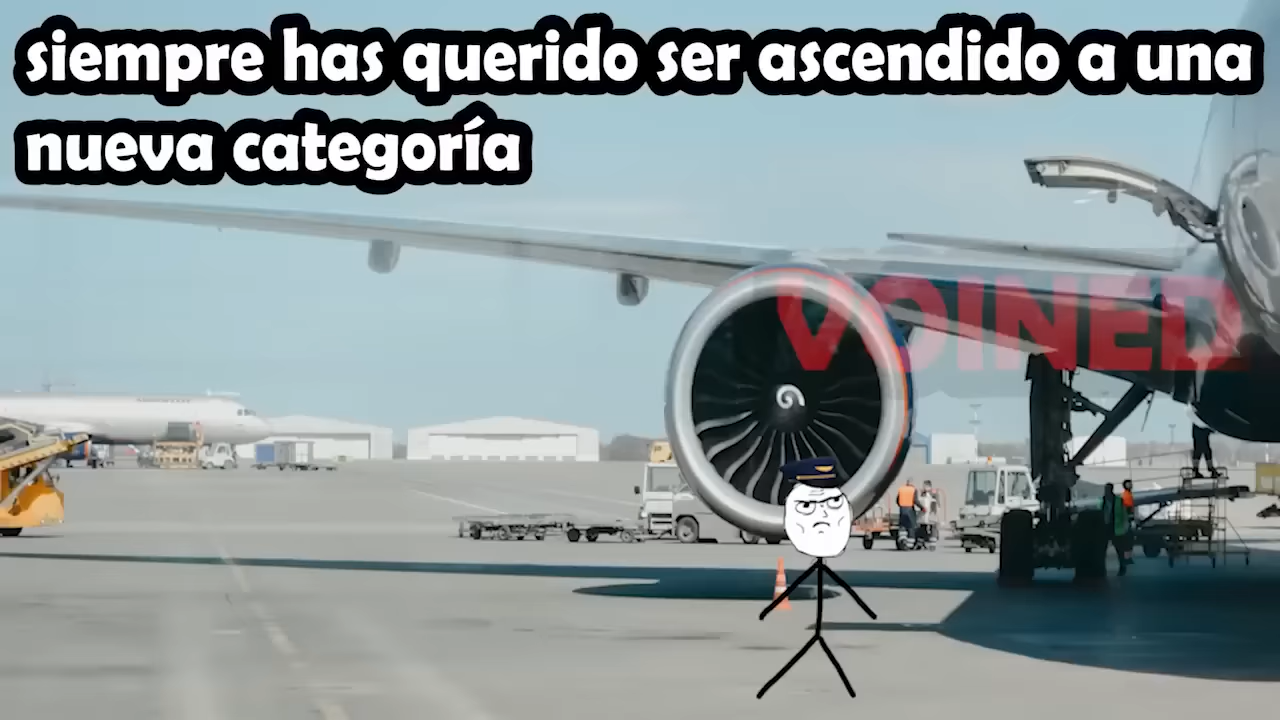 siempre has querido ser ascendido a una
nueva categoría
VOINED